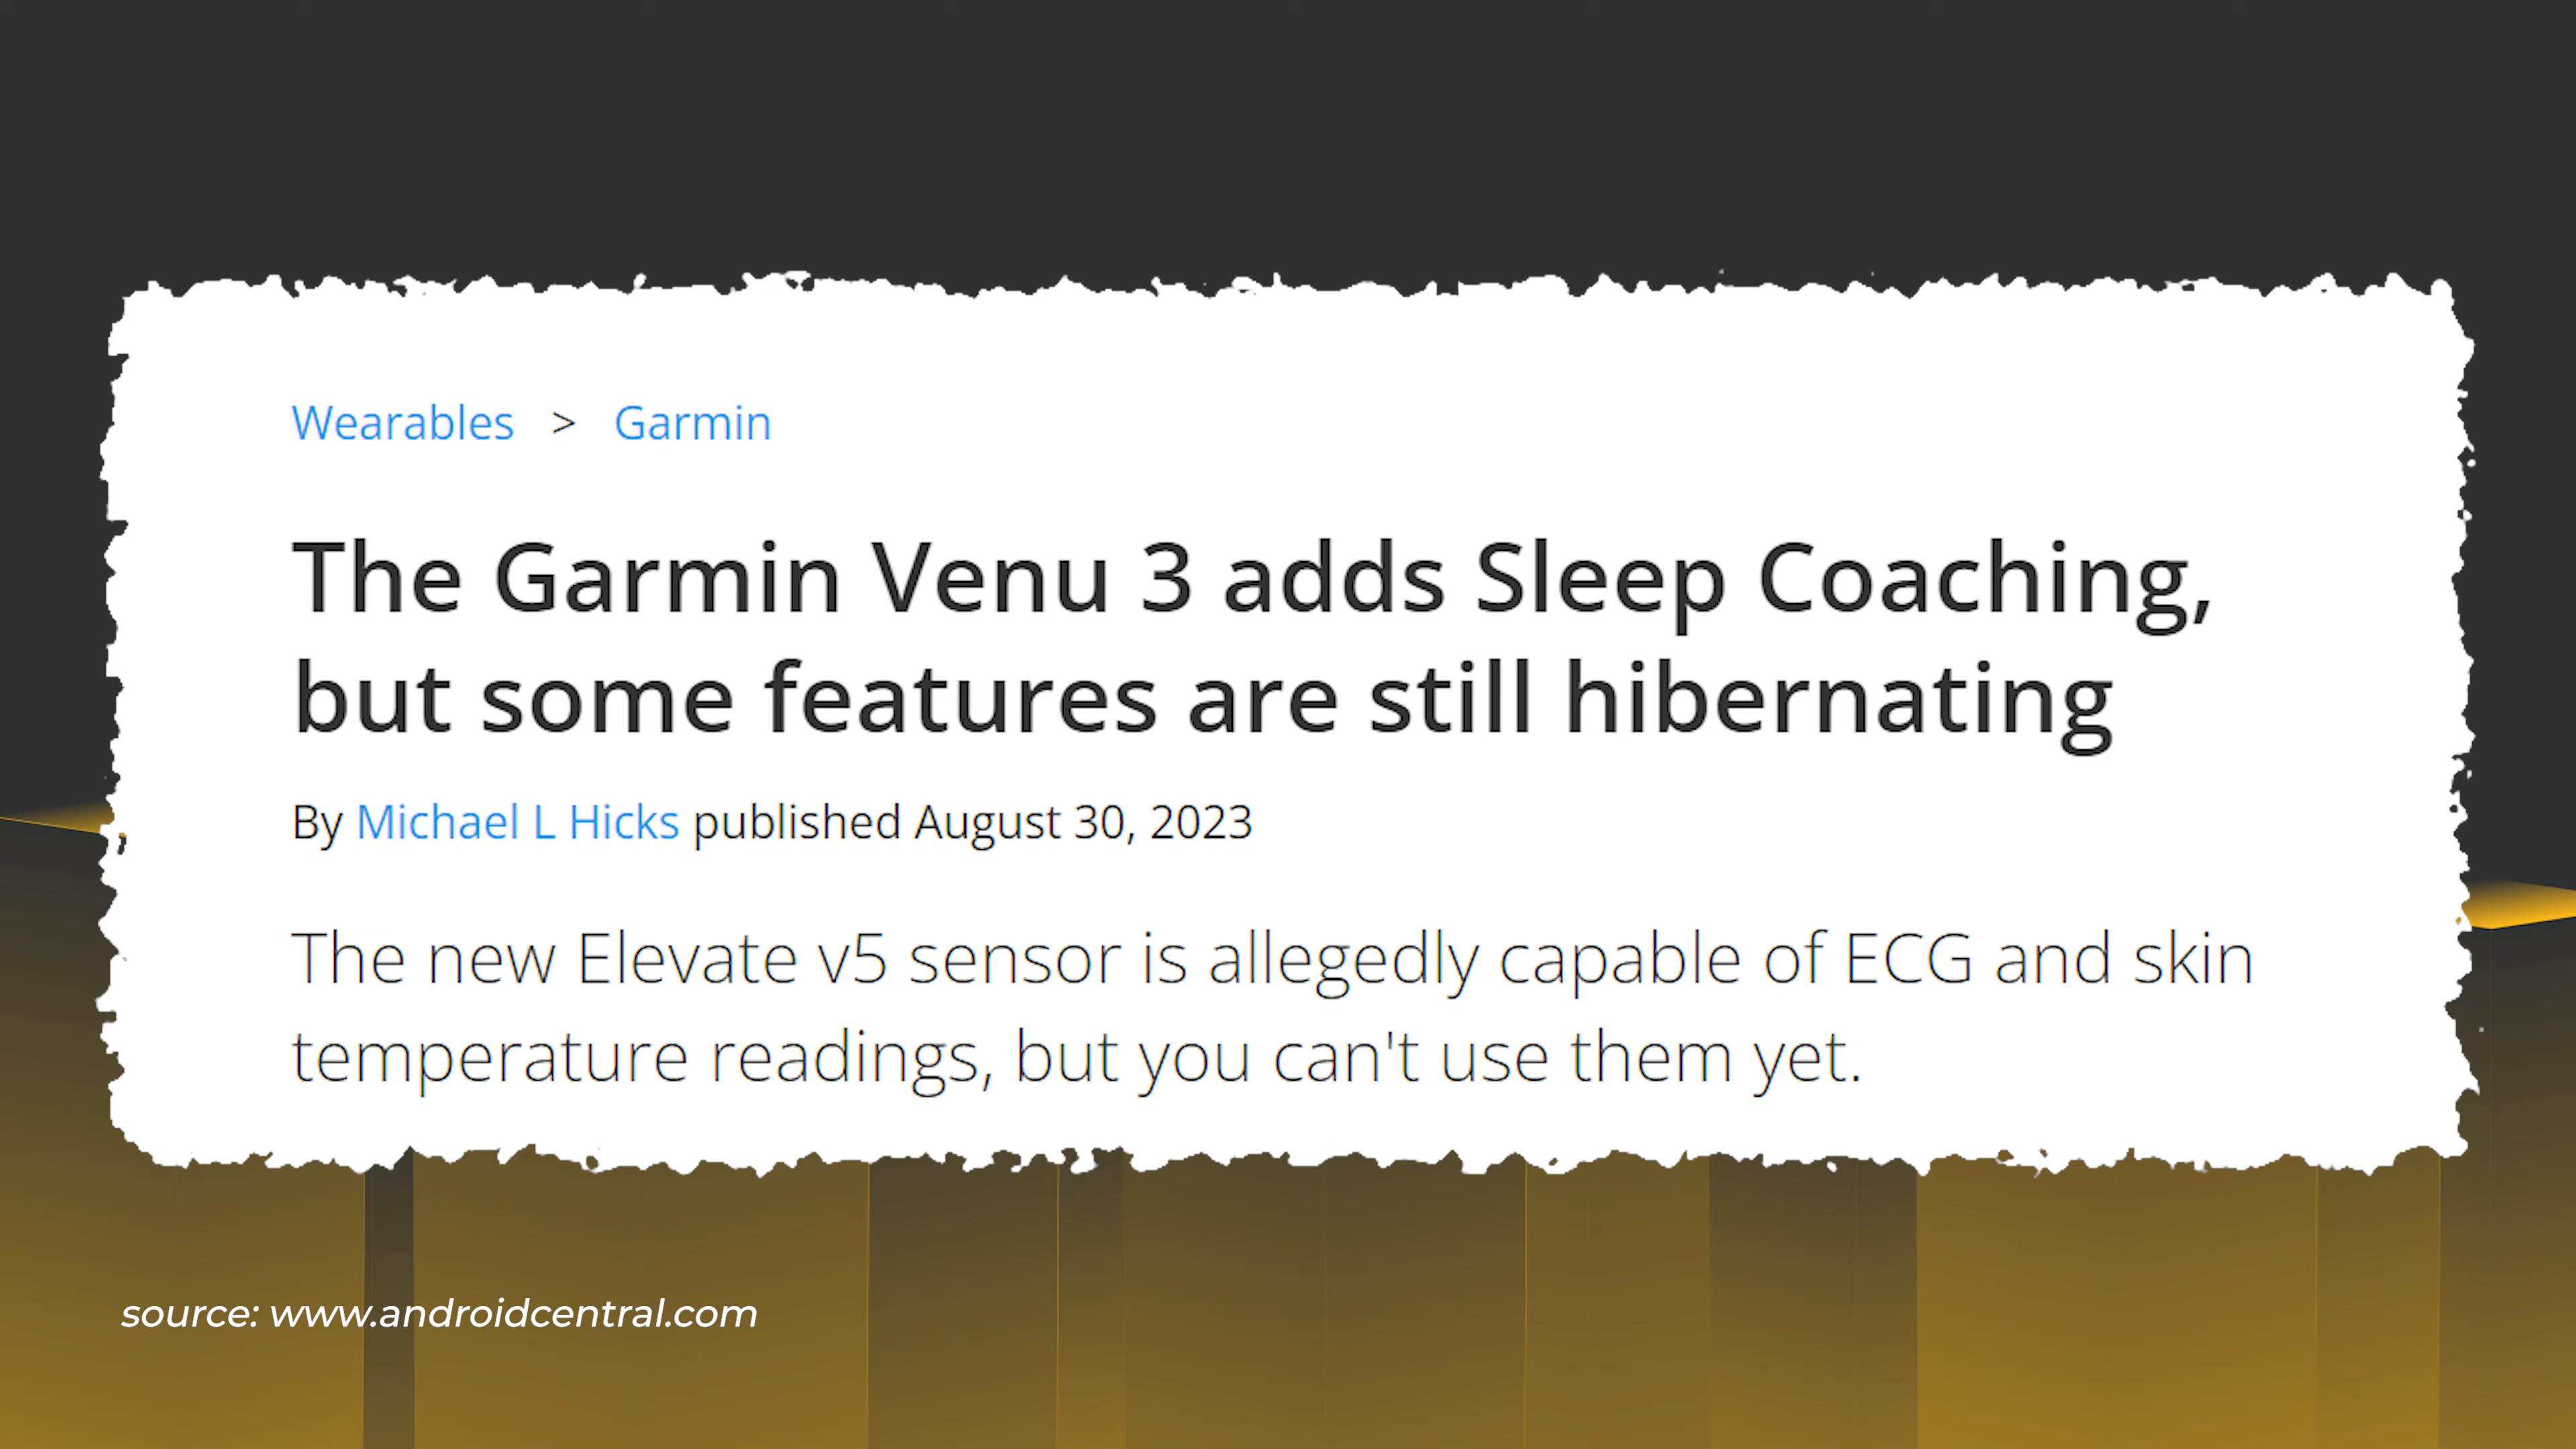 Wearables > Garmin
The Garmin Venu 3 adds Sleep Coaching,
but some features are still hibernating
By Michael L Hicks published August 30, 2023
The new Elevate v5 sensor is allegedly capable of ECG and skin
temperature readings, but you can't use them yet.
source: www.androidcentral.com